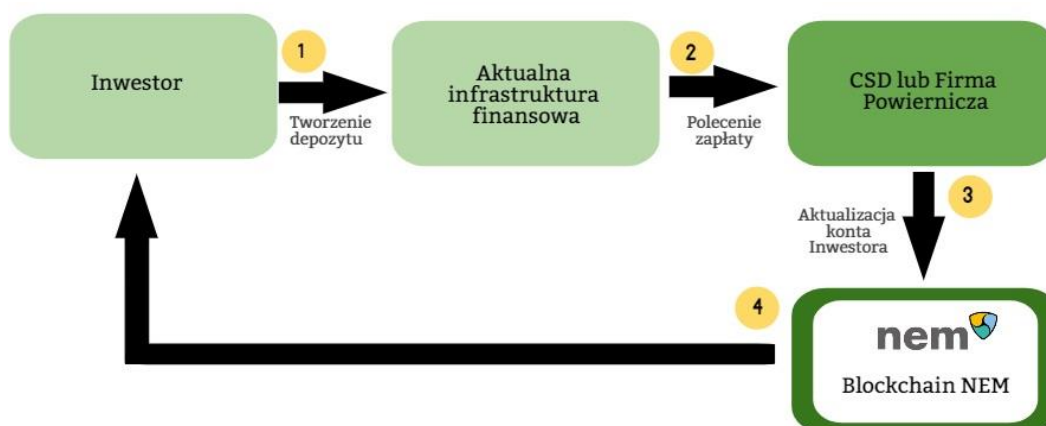 Inwestor
1
Tworzenie
depozytu
Aktualna
infrastruktura
finansowa
2
Polecenie
zapłaty
CSD lub Firma
Powiernicza
3
Aktualizacja
konta
Inwestora
4
nem
Blockchain NEM